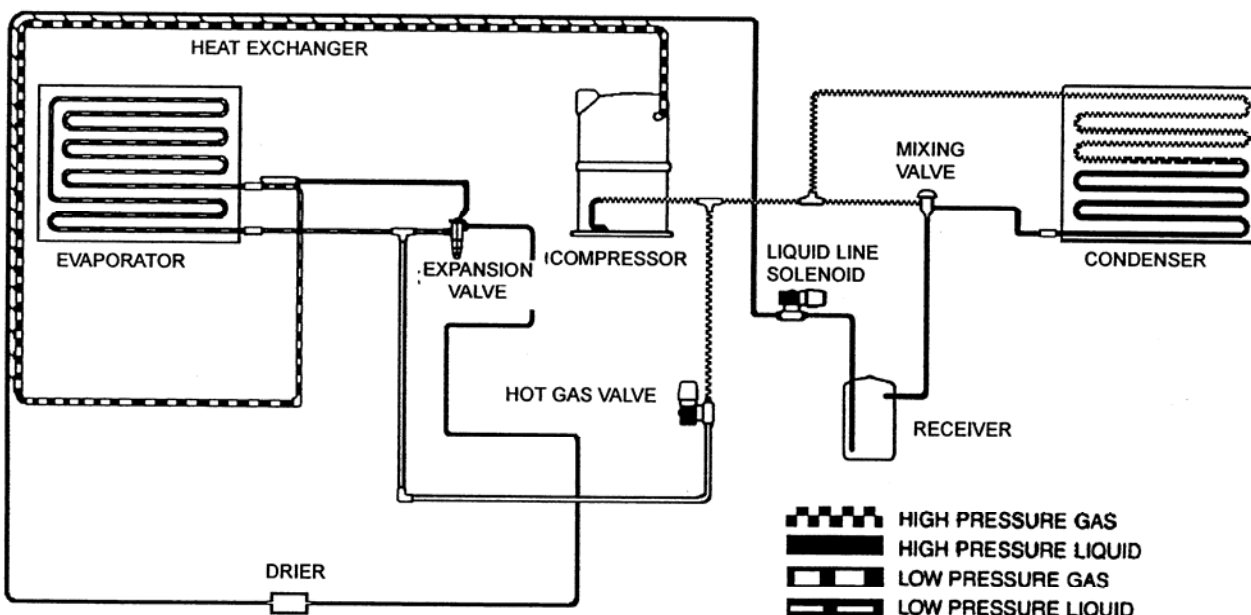 HEAT EXCHANGER
MIXING
VALVE
EVAPORATOR
EXPANSION
VALVE
COMPRESSOR
LIQUID LINE
SOLENOID
CONDENSER
HOT GAS VALVE
RECEIVER
DRIER
HIGH PRESSURE GAS
HIGH PRESSURE LIQUID
LOW PRESSURE GAS
LOW PRESSURE LIQUID